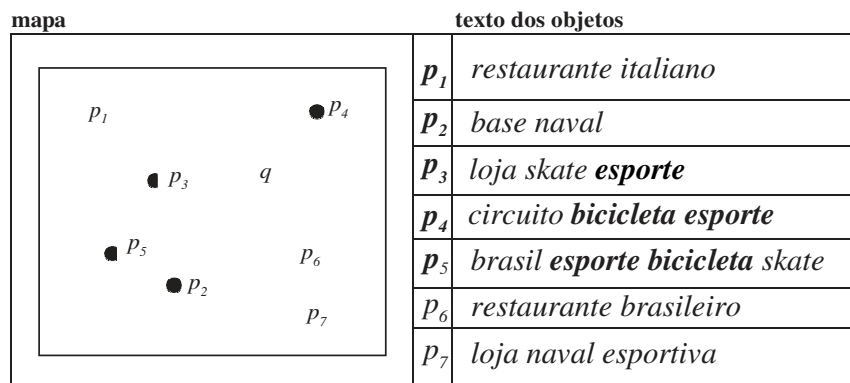 mapa texto dos objetos
p1 restaurante italiano
p2 base naval
p3 loja skate esporte
p4 circuito bicicleta esporte
p5 brasil esporte bicicleta skate
p6 restaurante brasileiro
p7 loja naval esportiva
p1
p4
p3
q
p5
p6
p2
p7